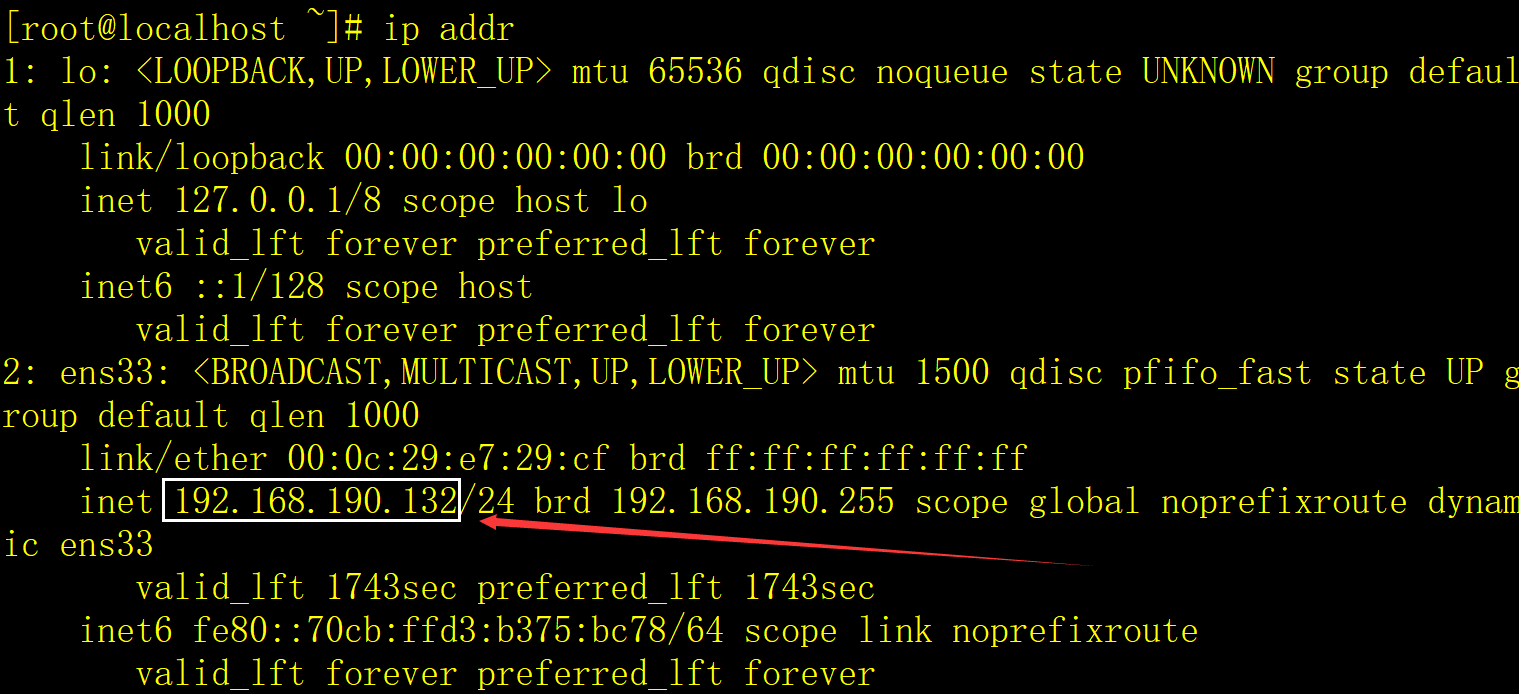 [root@localhost ~]# ip addr
1: lo: <LOOPBACK,UP,LOWER_UP> mtu 65536 qdisc noqueue state UNKNOWN group defaul
t qlen 1000
    link/loopback 00:00:00:00:00:00 brd 00:00:00:00:00:00
    inet 127.0.0.1/8 scope host lo
       valid_lft forever preferred_lft forever
    inet6 ::1/128 scope host
       valid_lft forever preferred_lft forever
2: ens33: <BROADCAST,MULTICAST,UP,LOWER_UP> mtu 1500 qdisc pfifo_fast state UP g
roup default qlen 1000
    link/ether 00:0c:29:e7:29:cf brd ff:ff:ff:ff:ff:ff
    inet 192.168.190.132/24 brd 192.168.190.255 scope global noprefixroute dynam
ic ens33
       valid_lft 1743sec preferred_lft 1743sec
    inet6 fe80::70cb:ffd3:b375:bc78/64 scope link noprefixroute
       valid_lft forever preferred_lft forever